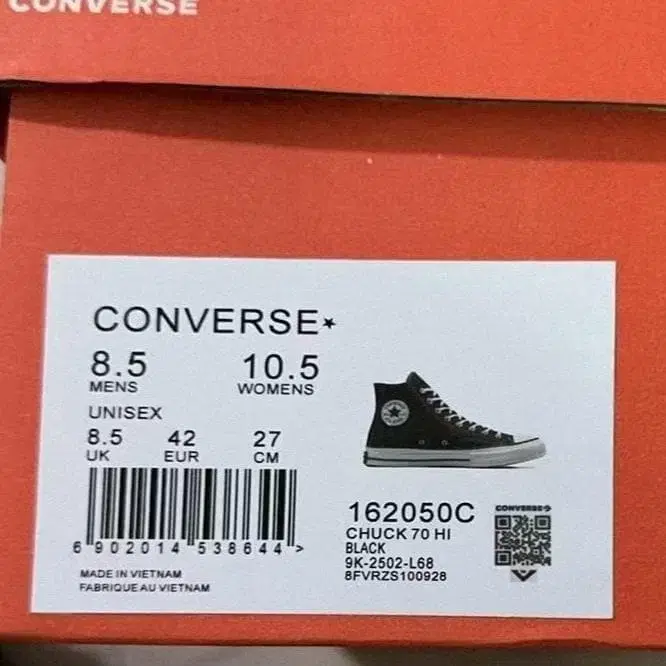 CONVERSE
CONVERSE★
8.5 10.5
MENS WOMENS
UNISEX
8.5 42 27
UK EUR CM
6 902014 538644 >
MADE IN VIETNAM
FABRIQUE AU VIETNAM
162050C
CHUCK 70 HI
BLACK
9K-2502-L68
8FVRZS100928
CONVERSE